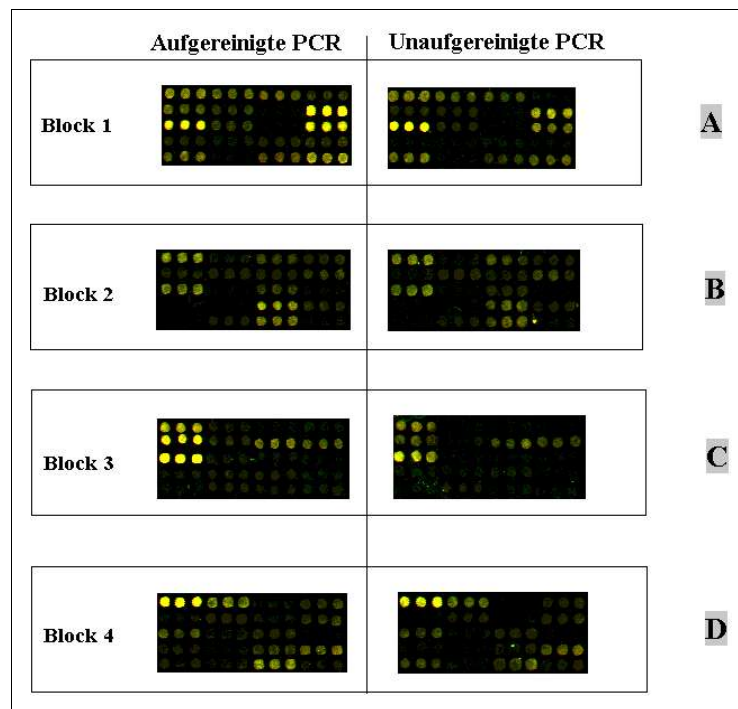 Aufgereinigte PCR
Unaufgereinigte PCR
Block 1
A
Block 2
B
Block 3
C
Block 4
D